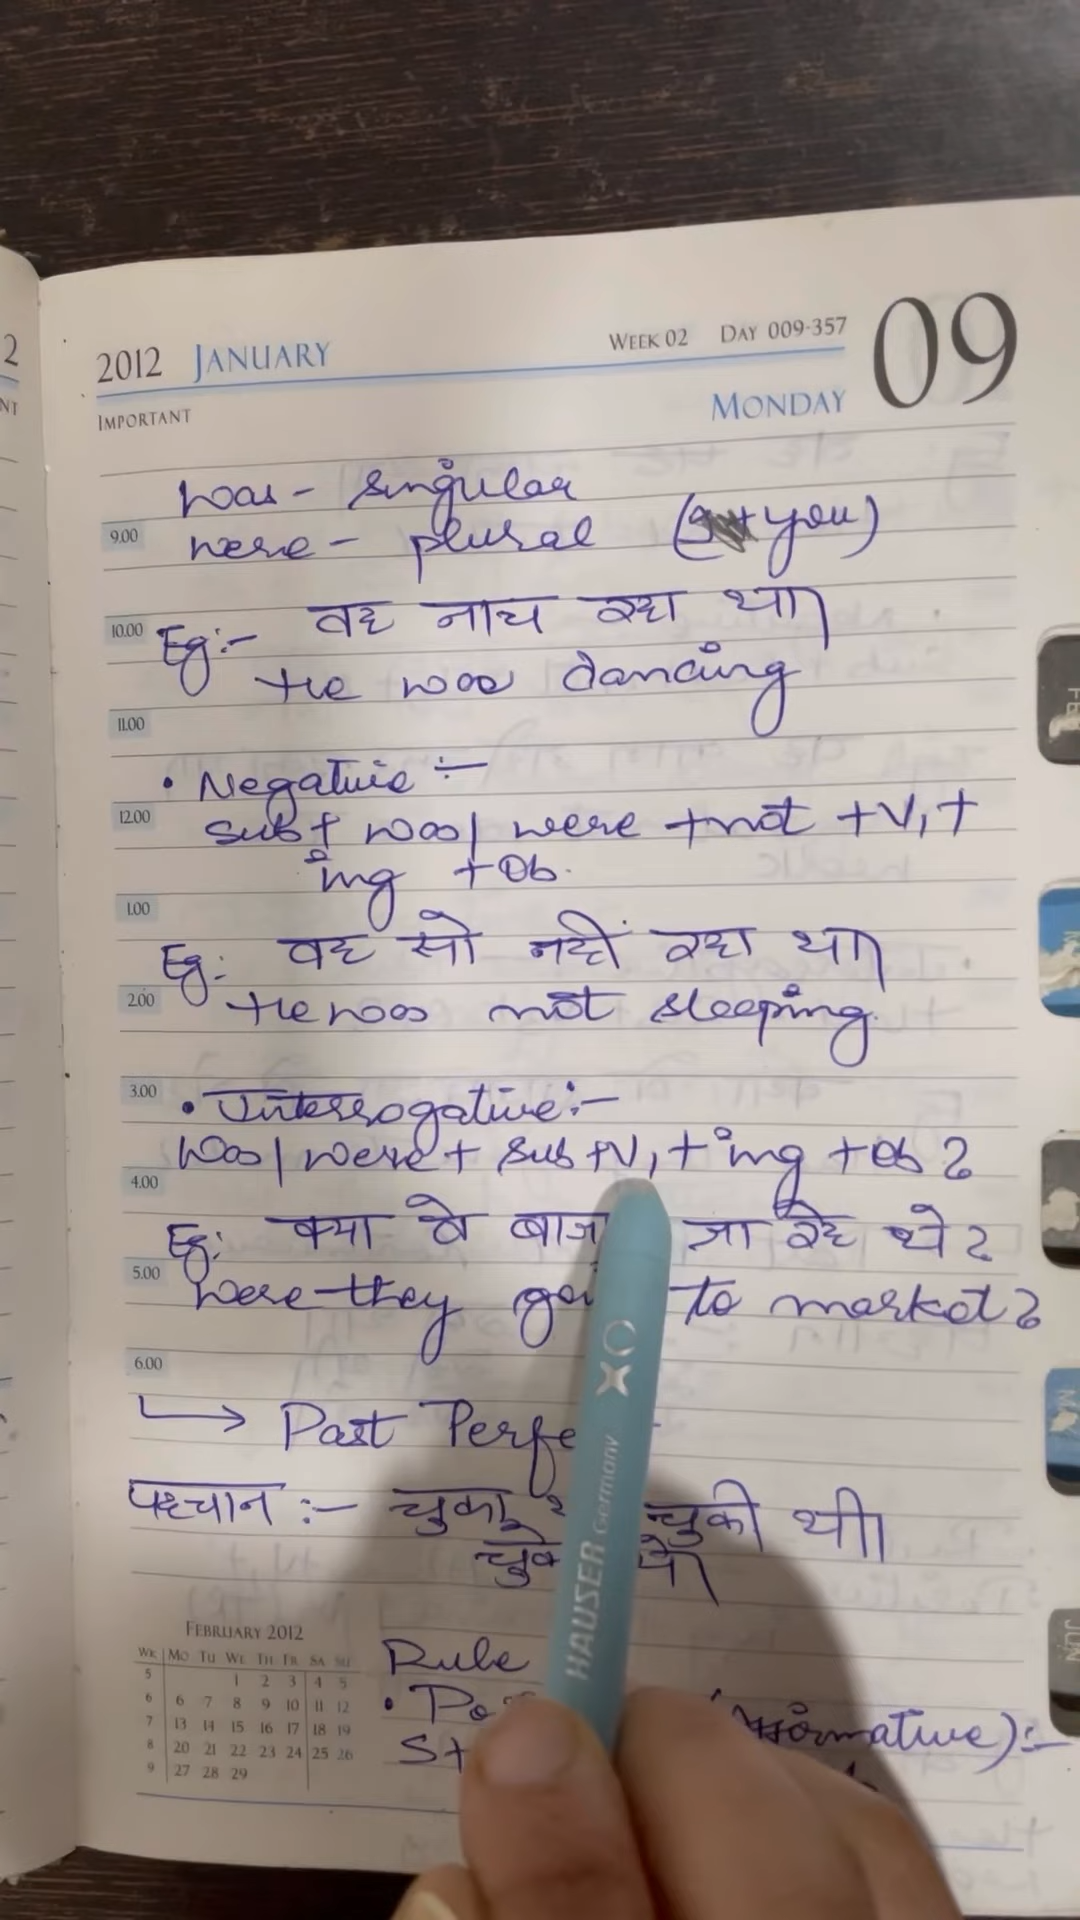 2012 JANUARY WEEK 02 DAY 009-357 09
IMPORTANT MONDAY
was - singular
9.00 were - plural ( + you)
10.00 Eg:- वह नाच रहा था।
He was dancing
11.00
• Negative :-
12.00 sub + was/were + not + V1 +
ing + Ob.
1.00
Eg: वह सो नहीं रहा था।
2.00 He was not sleeping.
3.00 • Interrogative:-
was/were + sub + V1 + ing + ob ?
4.00
Eg: क्या वे जा रहे थे ?
5.00 were they to market ?
6.00
Past
पहचान :- चुका चुकी थी।
थे।
Rule
FEBRUARY 2012
WK MO TU WE TH FR SA SU
5 1 2 3 4 5
6 6 7 8 9 10 11 12
7 13 14 15 16 17 18 19
8 20 21 22 23 24 25 26
9 27 28 29
HAUSER Germany XO